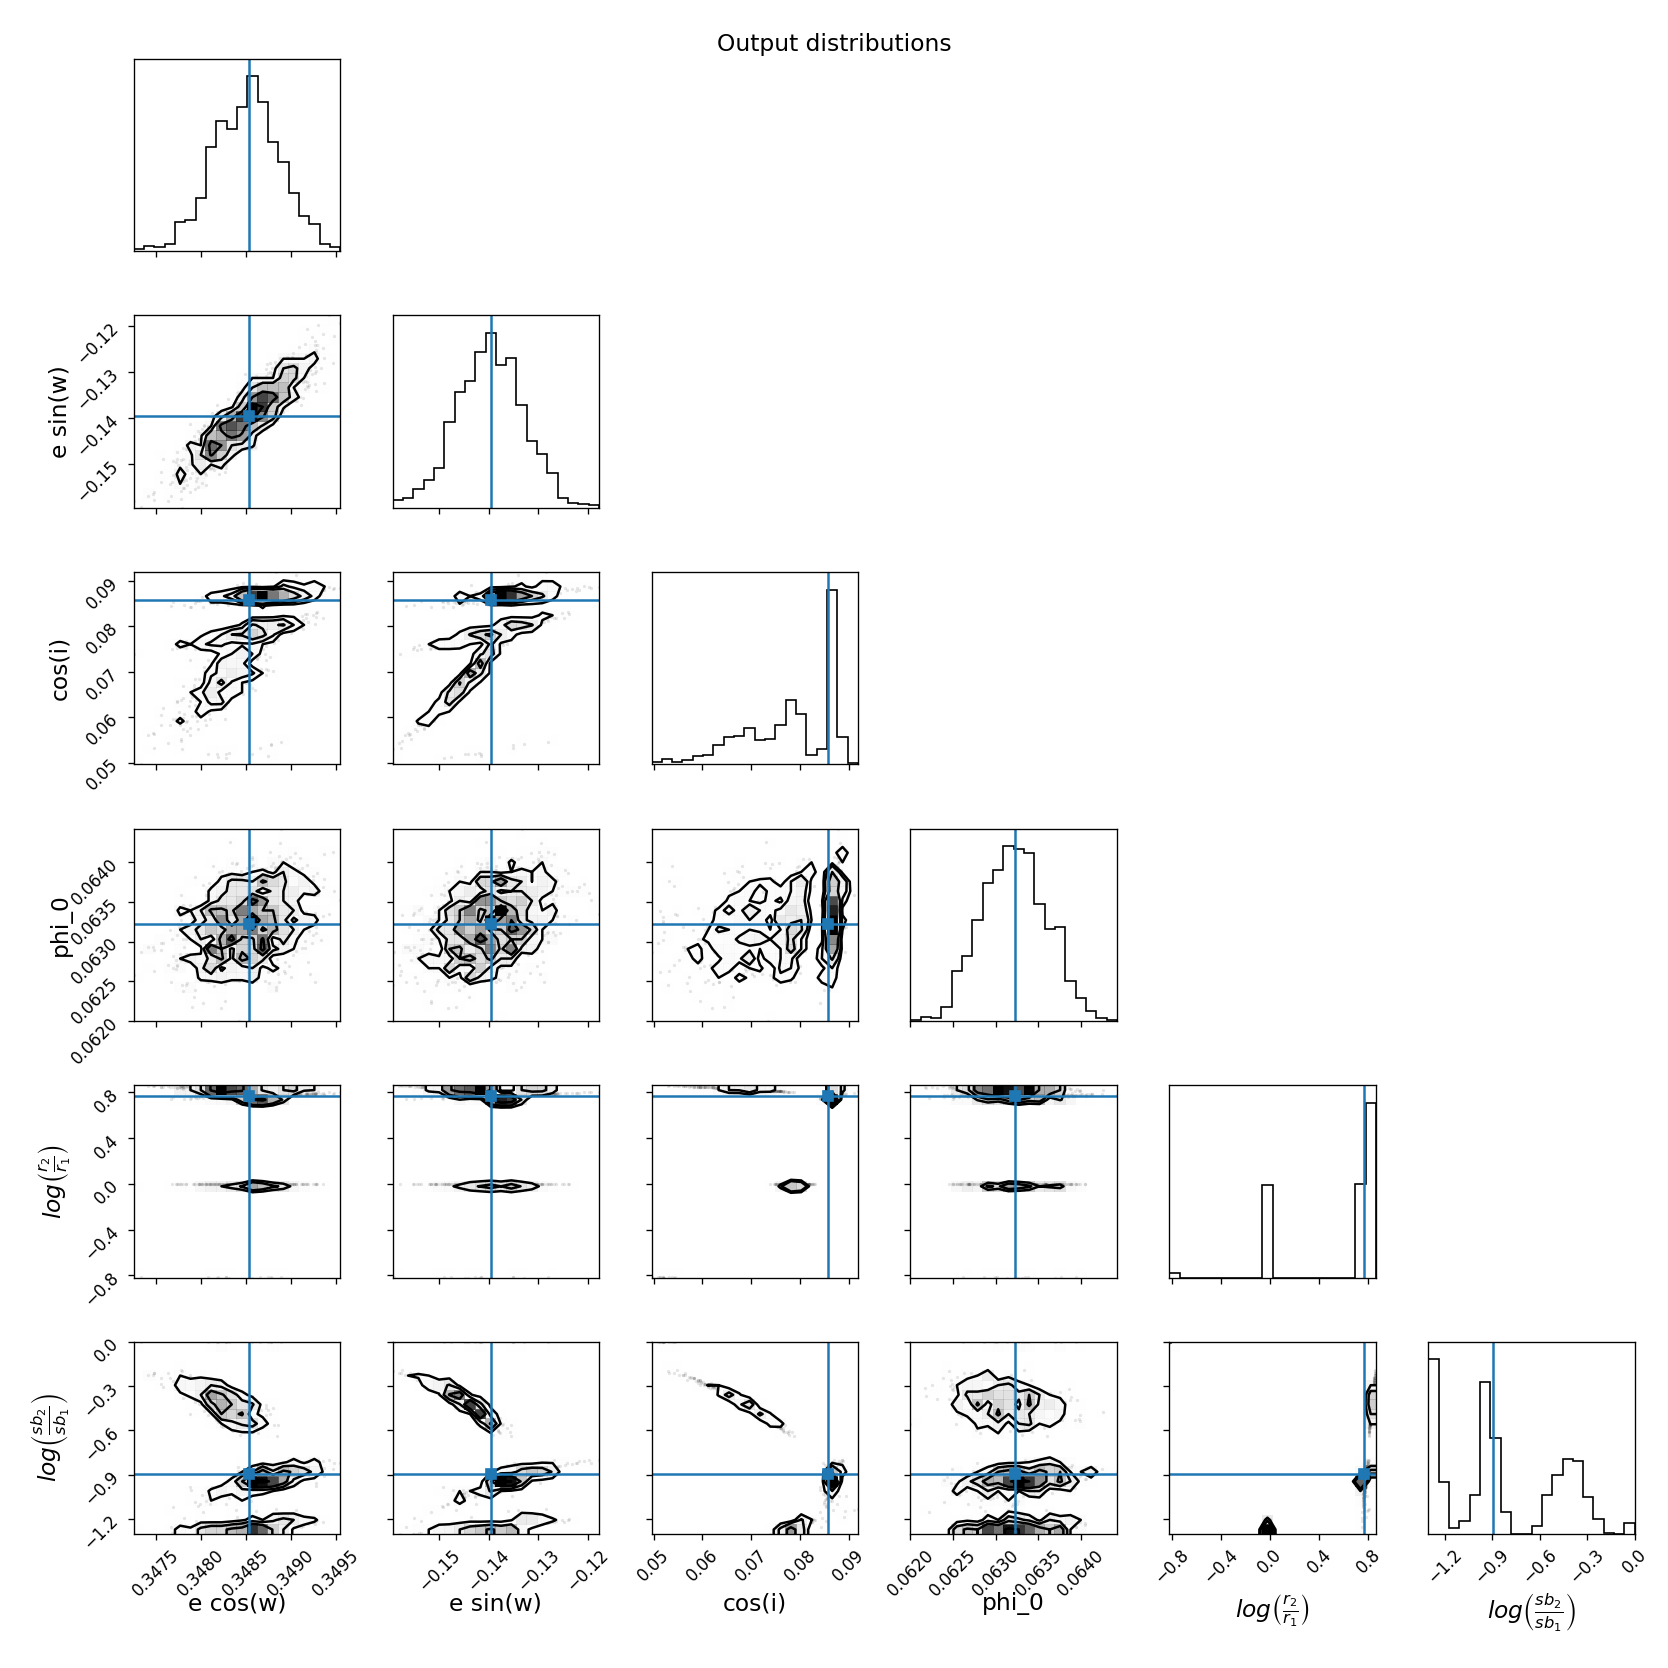 Output distributions
e sin(w)
−0.12
−0.13
−0.14
−0.15
cos(i)
0.09
0.08
0.07
0.06
0.05
phi_0
0.0640
0.0635
0.0630
0.0625
0.0620
log(r2/r1)
0.8
0.4
0.0
−0.4
−0.8
log(sb2/sb1)
0.0
−0.3
−0.6
−0.9
−1.2
0.3475 0.3480 0.3485 0.3490 0.3495
e cos(w)
−0.15 −0.14 −0.13 −0.12
e sin(w)
0.05 0.06 0.07 0.08 0.09
cos(i)
0.0620 0.0625 0.0630 0.0635 0.0640
phi_0
−0.8 −0.4 0.0 0.4 0.8
log(r2/r1)
−1.2 −0.9 −0.6 −0.3 0.0
log(sb2/sb1)